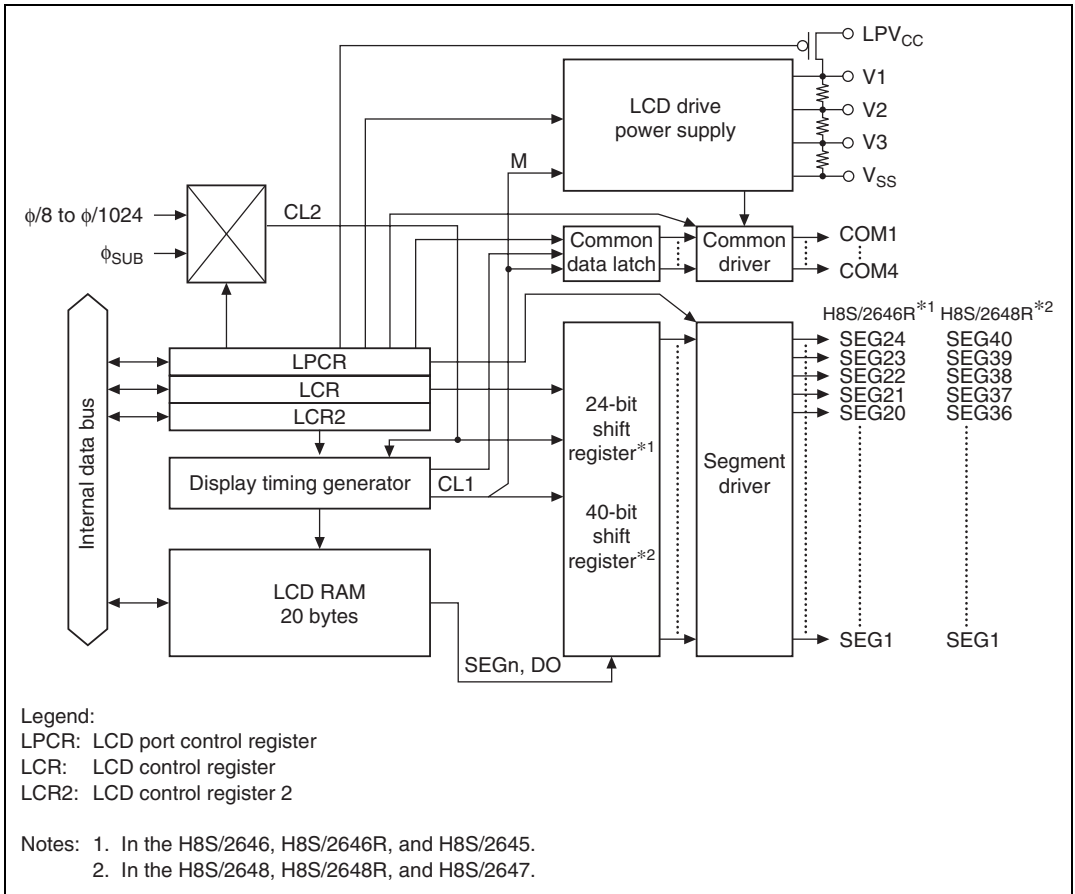 LPVCC
V1
LCD drive
power supply
V2
V3
M
VSS
φ/8 to φ/1024
CL2
φSUB
Common
data latch
Common
driver
COM1
COM4
H8S/2646R*1 H8S/2648R*2
LPCR
SEG24 SEG40
SEG23 SEG39
LCR
SEG22 SEG38
SEG21 SEG37
LCR2
SEG20 SEG36
24-bit
shift
register*1
Internal data bus
Display timing generator
CL1
Segment
driver
40-bit
shift
register*2
LCD RAM
20 bytes
SEG1 SEG1
SEGn, DO
Legend:
LPCR: LCD port control register
LCR: LCD control register
LCR2: LCD control register 2
Notes: 1. In the H8S/2646, H8S/2646R, and H8S/2645.
2. In the H8S/2648, H8S/2648R, and H8S/2647.